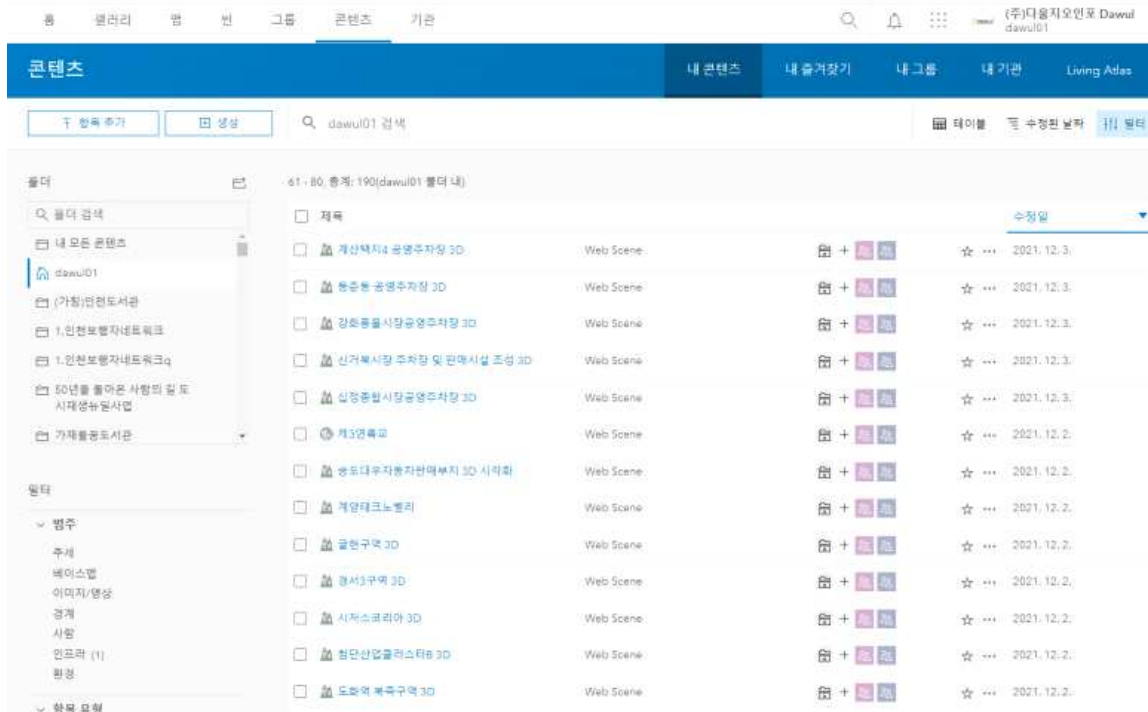 홈 갤러리 맵 씬 그룹 콘텐츠 기관
(주)다울지오인포 Dawul
dawul01
콘텐츠
내 콘텐츠 내 즐겨찾기 내 그룹 내 기관 Living Atlas
항목 추가 생성 dawul01 검색 테이블 수정된 날짜 필터
폴더
61 - 80, 총계: 190(dawul01 폴더 내)
폴더 검색
제목 수정일
내 모든 콘텐츠
계산택지4 공영주차장 3D Web Scene 2021. 12. 3.
dawul01
동춘동 공영주차장 3D Web Scene 2021. 12. 3.
(가칭)인천도서관
강화풍물시장공영주차장 3D Web Scene 2021. 12. 3.
1.인천보행자네트워크
신거북시장 주차장 및 판매시설 조성 3D Web Scene 2021. 12. 3.
1.인천보행자네트워크q
50년을 돌아온 사람의 길 도
시재생뉴딜사업
십정종합시장공영주차장 3D Web Scene 2021. 12. 3.
가재울꿈도서관
제3연륙교 Web Scene 2021. 12. 2.
송도대우자동차판매부지 3D 시각화 Web Scene 2021. 12. 2.
필터
계양테크노밸리 Web Scene 2021. 12. 2.
범주
주제
베이스맵
이미지/영상
경계
사람
인프라 (1)
환경
항목 유형
굴현구역 3D Web Scene 2021. 12. 2.
경서3구역 3D Web Scene 2021. 12. 2.
시저스코리아 3D Web Scene 2021. 12. 2.
첨단산업클러스터B 3D Web Scene 2021. 12. 2.
도화역 북측구역 3D Web Scene 2021. 12. 2.